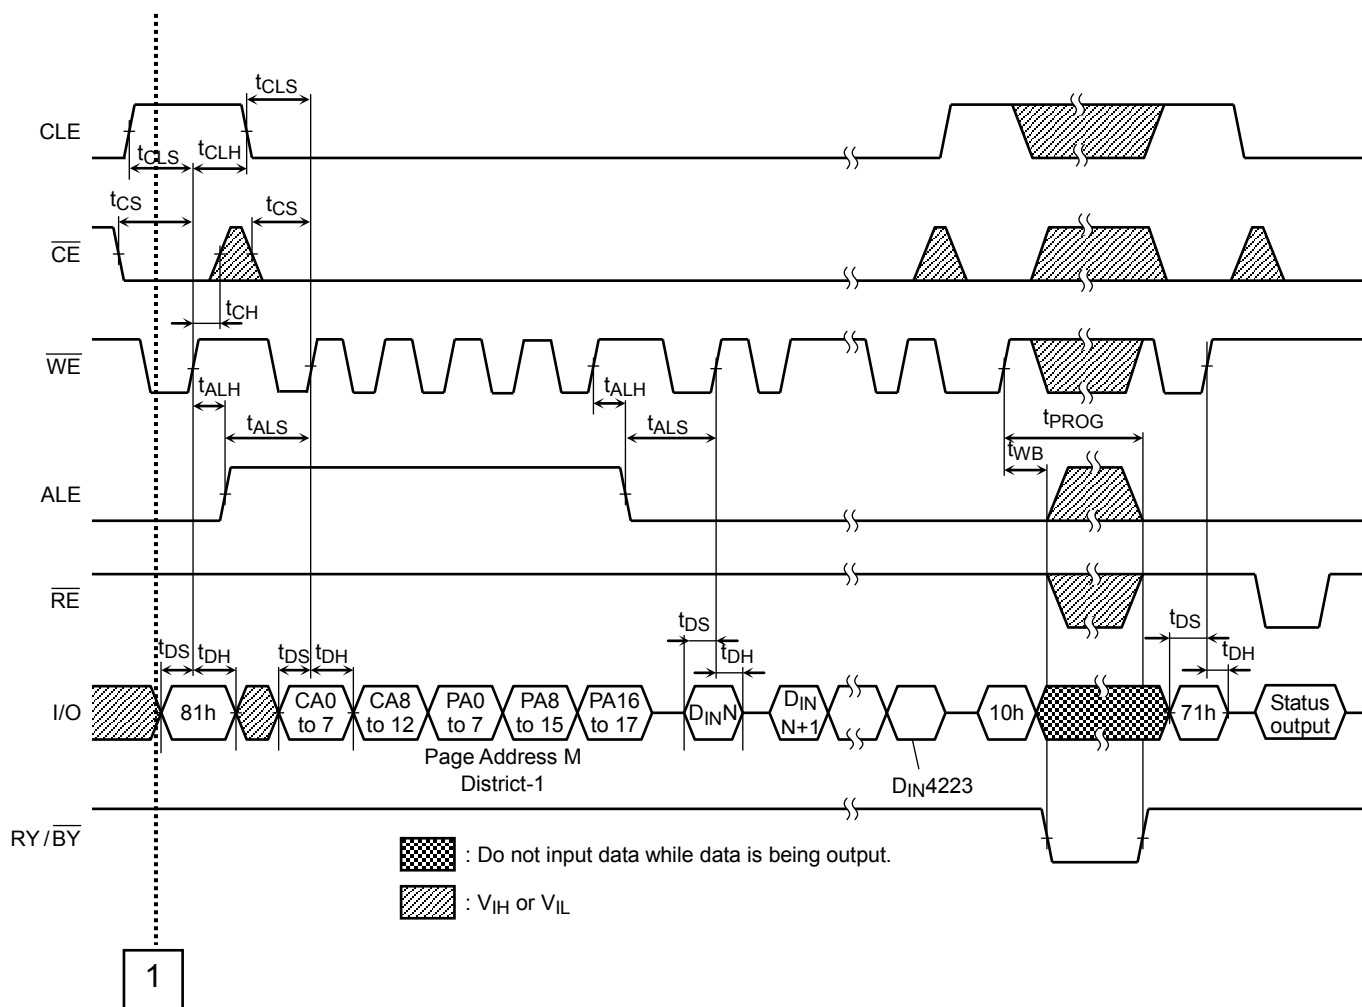 tCLS
CLE
tCLS tCLH
tCS tCS
CE
tCH
WE
tALH tALH
tALS tALS tPROG
tWB
ALE
RE
tDS tDH tDS tDH tDS tDH tDS tDH
I/O 81h CA0 to 7 CA8 to 12 PA0 to 7 PA8 to 15 PA16 to 17 DINN DIN N+1 10h 71h Status output
Page Address M
District-1
DIN4223
RY/BY
: Do not input data while data is being output.
: VIH or VIL
1